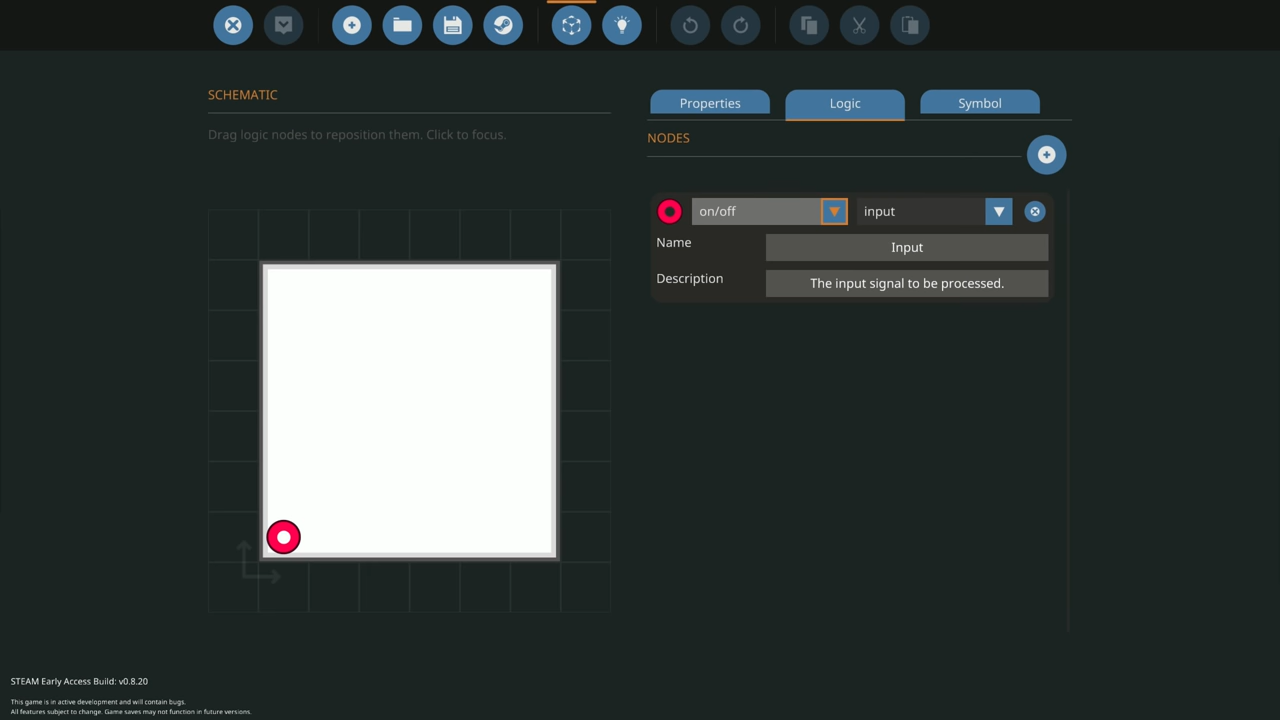 SCHEMATIC
Drag logic nodes to reposition them. Click to focus.
Properties
Logic
Symbol
NODES
on/off
input
Name
Input
Description
The input signal to be processed.
STEAM Early Access Build: v0.8.20
This game is in active development and will contain bugs.
All features subject to change. Game saves may not function in future versions.